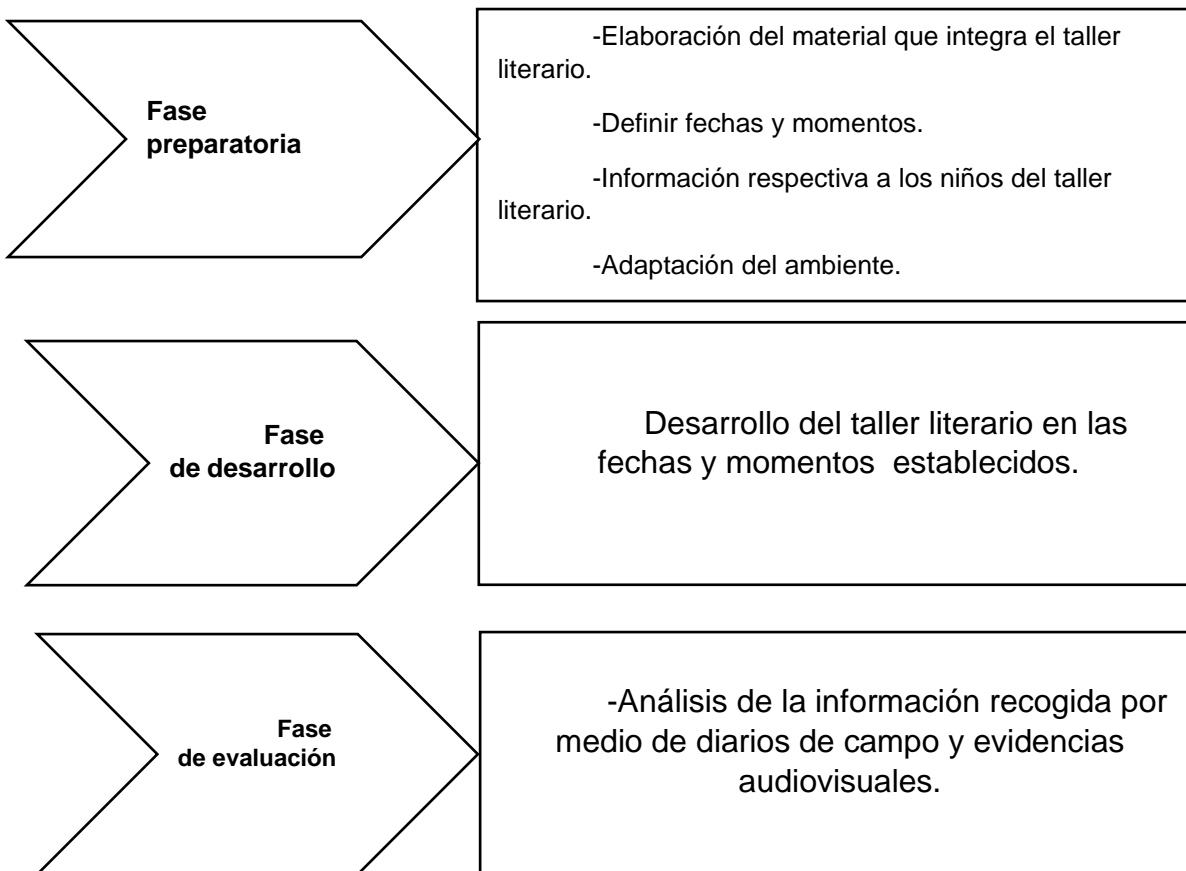 Fase
preparatoria
-Elaboración del material que integra el taller
literario.
-Definir fechas y momentos.
-Información respectiva a los niños del taller
literario.
-Adaptación del ambiente.
Fase
de desarrollo
Desarrollo del taller literario en las
fechas y momentos  establecidos.
Fase
de evaluación
-Análisis de la información recogida por
medio de diarios de campo y evidencias
audiovisuales.